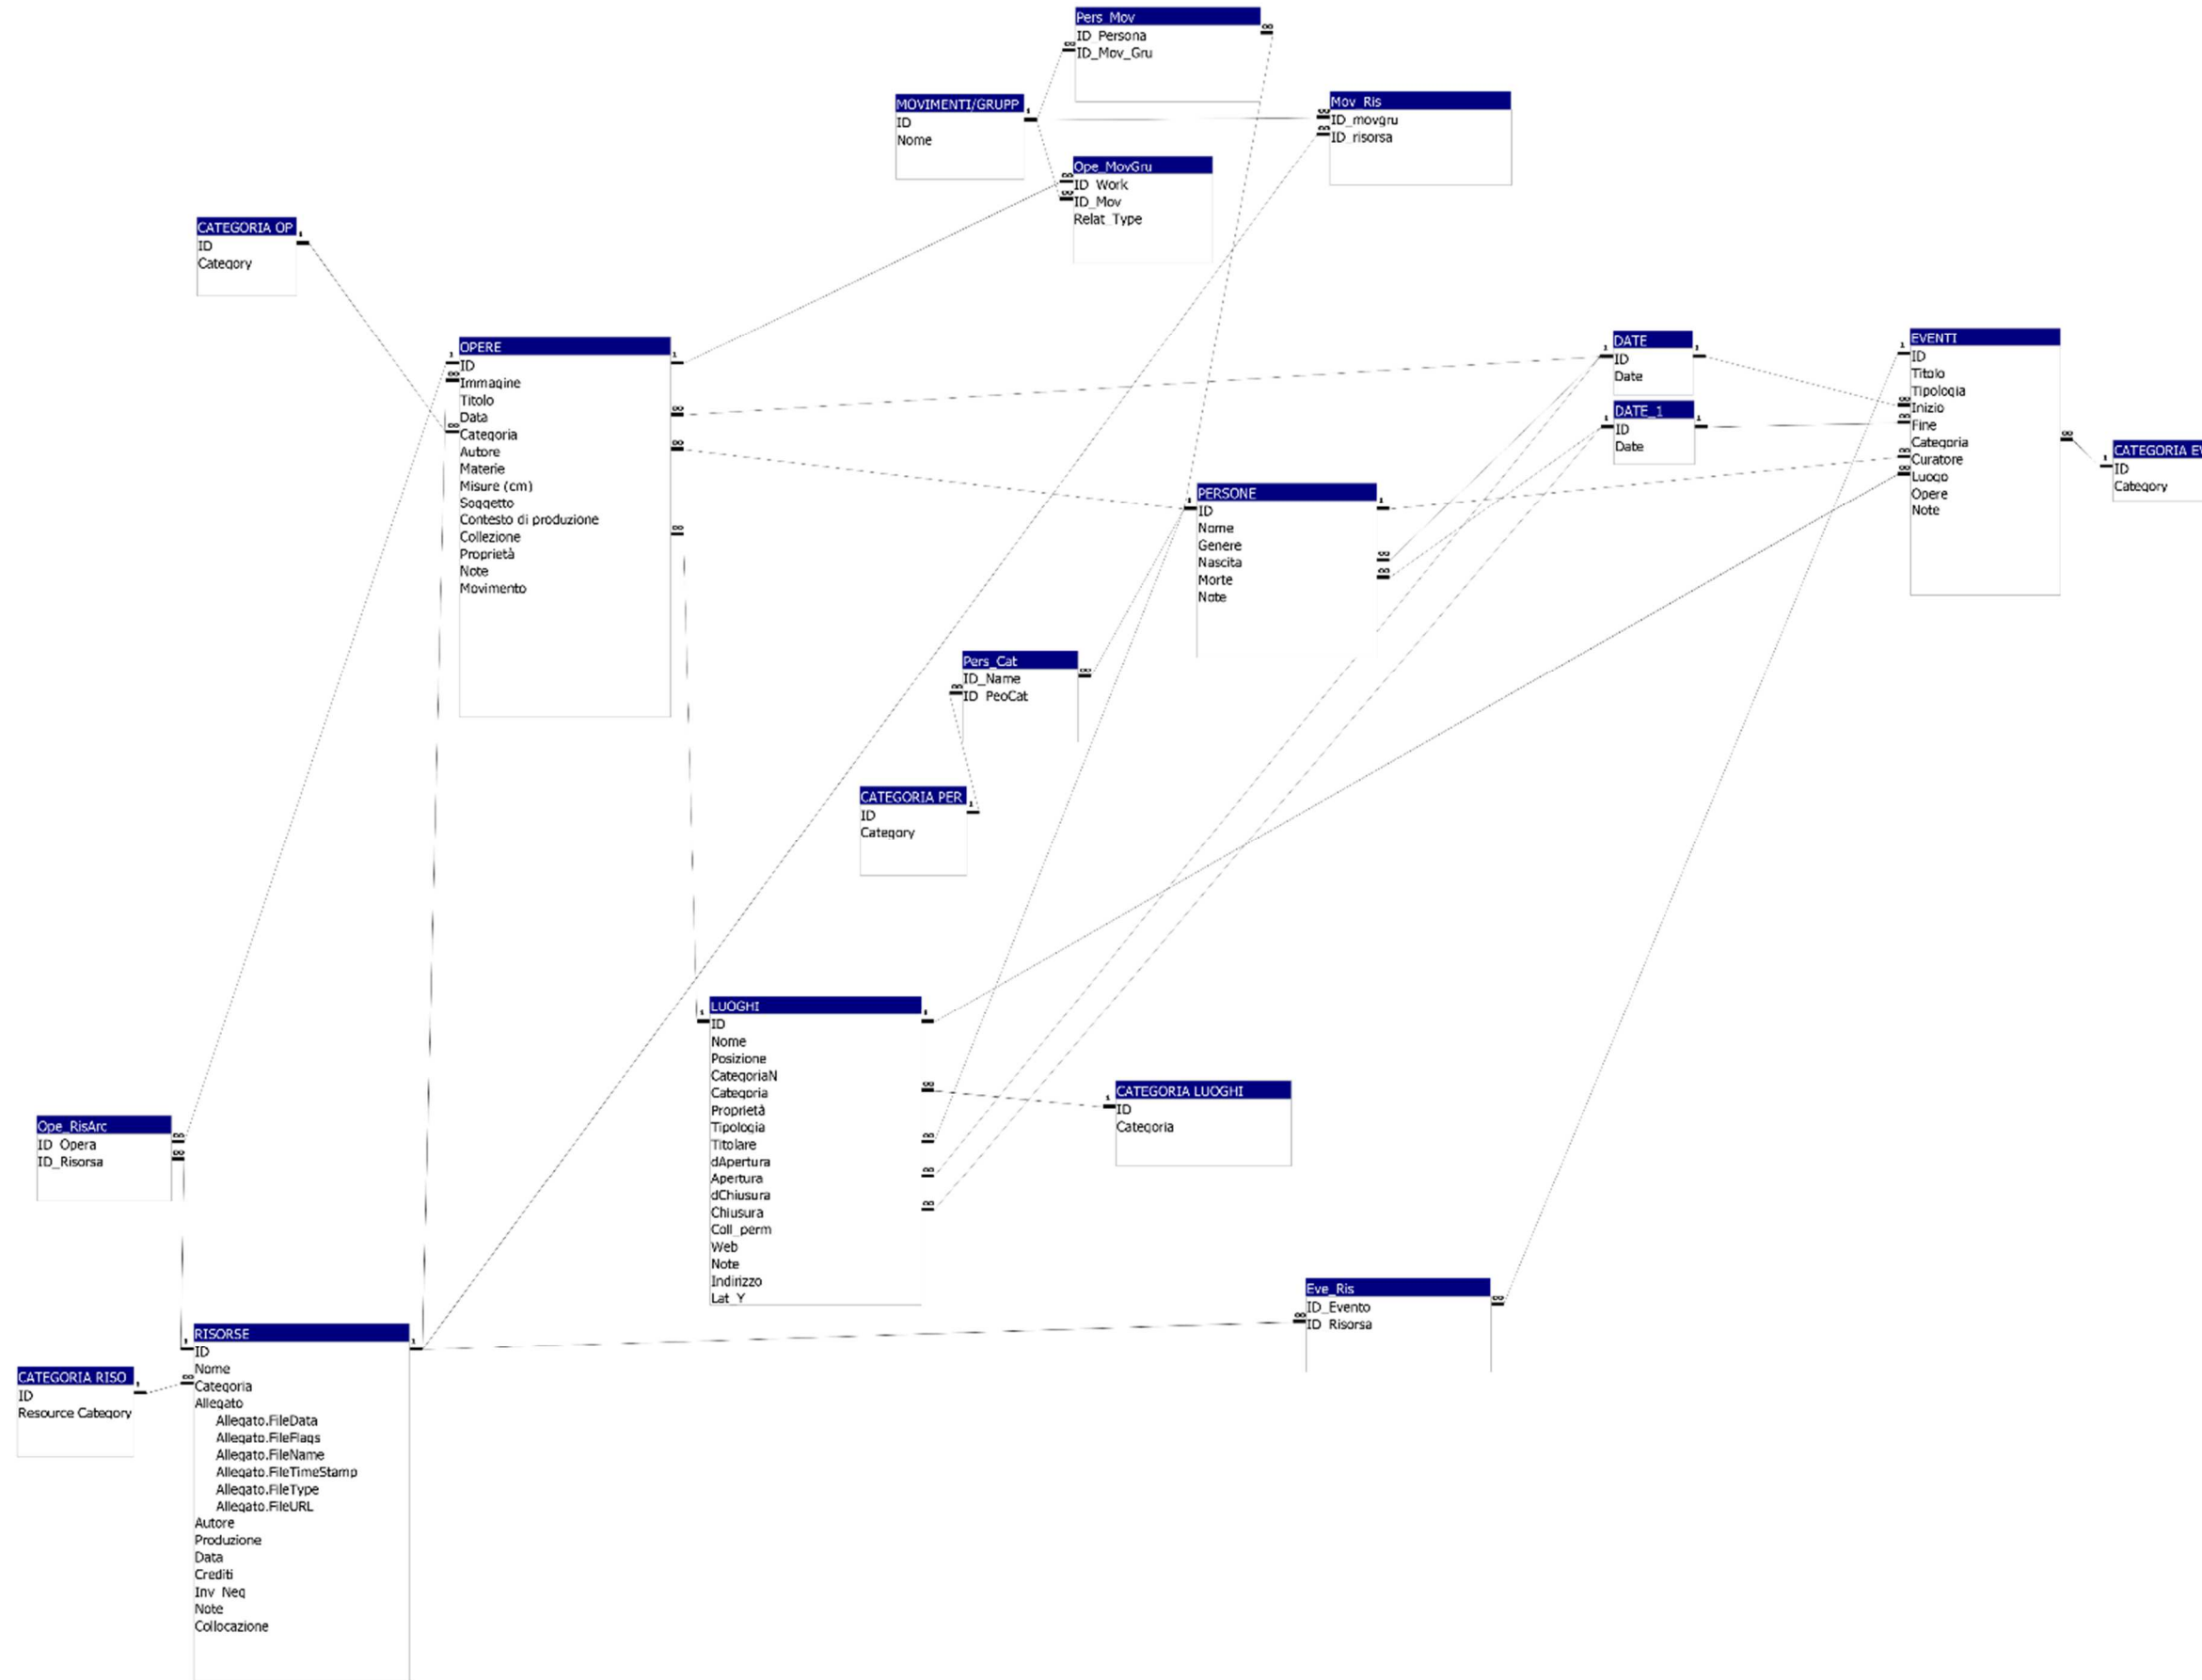 Pers_Mov
ID_Persona
ID_Mov_Gru
MOVIMENTI/GRUPP
ID
Nome
Mov_Ris
ID_movgru
ID_risorsa
Ope_MovGru
ID_Work
ID_Mov
Relat_Type
CATEGORIA OP
ID
Category
OPERE
ID
Immagine
Titolo
Data
Categoria
Autore
Materie
Misure (cm)
Soggetto
Contesto di produzione
Collezione
Proprietà
Note
Movimento
DATE
ID
Date
DATE_1
ID
Date
EVENTI
ID
Titolo
Tipologia
Inizio
Fine
Categoria
Curatore
Luogo
Opere
Note
CATEGORIA EV
ID
Category
PERSONE
ID
Nome
Genere
Nascita
Morte
Note
Pers_Cat
ID_Name
ID_PeoCat
CATEGORIA PER
ID
Category
LUOGHI
ID
Nome
Posizione
CategoriaN
Categoria
Proprietà
Tipologia
Titolare
dApertura
Apertura
dChiusura
Chiusura
Coll_perm
Web
Note
Indirizzo
Lat_Y
CATEGORIA LUOGHI
ID
Categoria
Ope_RisArc
ID_Opera
ID_Risorsa
Eve_Ris
ID_Evento
ID_Risorsa
RISORSE
ID
Nome
Categoria
Allegato
Allegato.FileData
Allegato.FileFlags
Allegato.FileName
Allegato.FileTimeStamp
Allegato.FileType
Allegato.FileURL
Autore
Produzione
Data
Crediti
Inv_Neg
Note
Collocazione
CATEGORIA RISO
ID
Resource Category